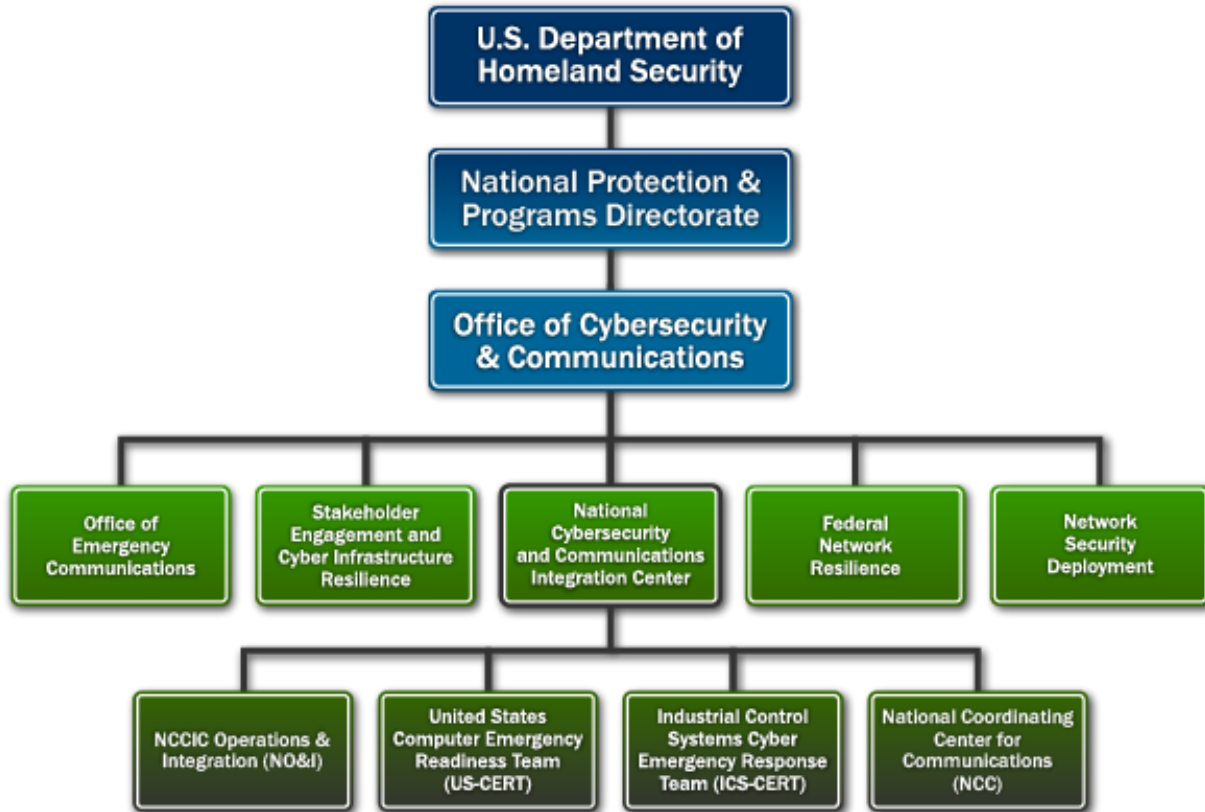 U.S. Department of
Homeland Security
National Protection &
Programs Directorate
Office of Cybersecurity
& Communications
Office of
Emergency
Communications
Stakeholder
Engagement and
Cyber Infrastructure
Resilience
National
Cybersecurity
and Communications
Integration Center
Federal
Network
Resilience
Network
Security
Deployment
NCCIC Operations &
Integration (NO&I)
United States
Computer Emergency
Readiness Team
(US-CERT)
Industrial Control
Systems Cyber
Emergency Response
Team (ICS-CERT)
National Coordinating
Center for
Communications
(NCC)